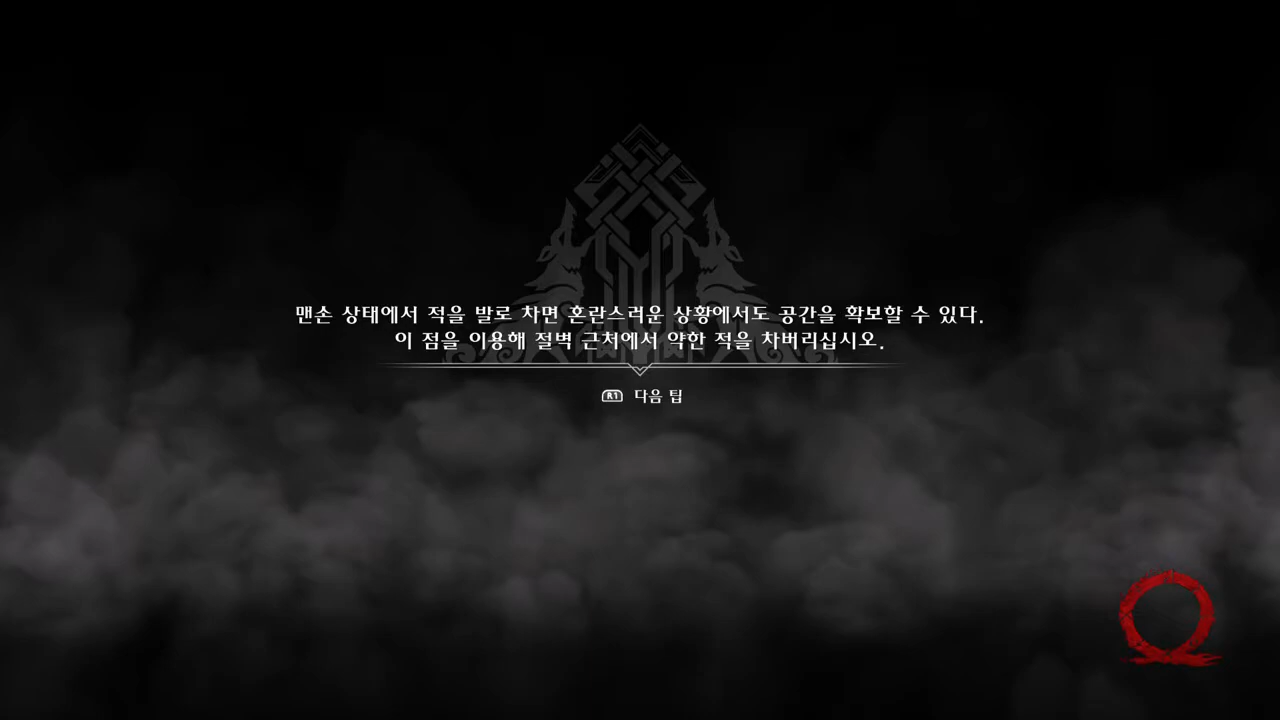 맨손 상태에서 적을 발로 차면 혼란스러운 상황에서도 공간을 확보할 수 있다.
이 점을 이용해 절벽 근처에서 약한 적을 차버리십시오.
R1 다음 팁